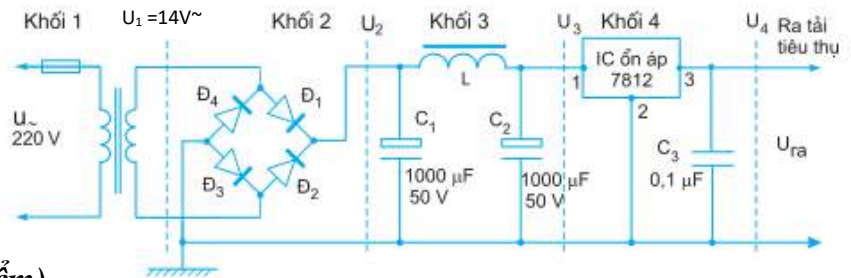 Khối 1
U₁ =14V~
Khối 2
U₂
Khối 3
U₃
Khối 4
U₄
Ra tải
tiêu thụ
IC ổn áp
7812
1
3
2
L
Đ₄
Đ₁
u~
220 V
C₁
C₂
Đ₃
Đ₂
1000 µF
50 V
1000 µF
50 V
C₃
0,1 µF
Ura
ểm)